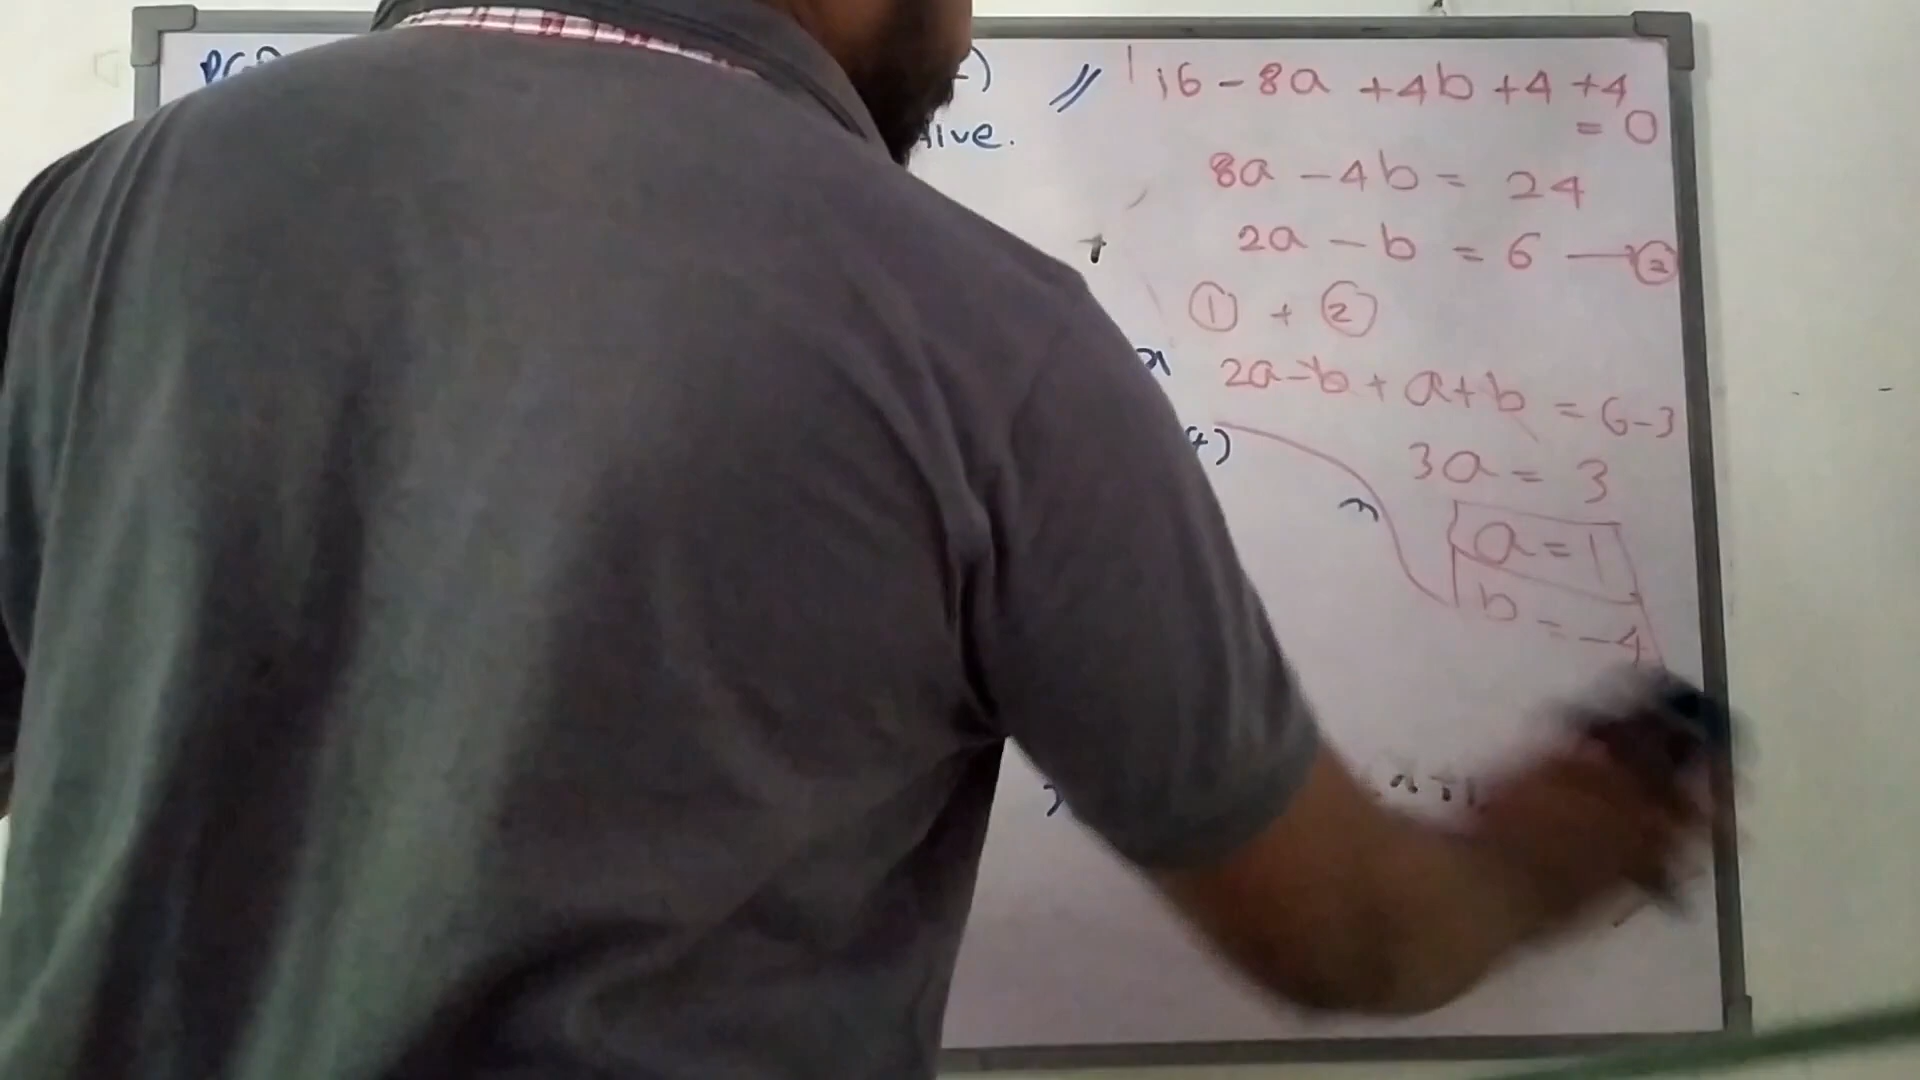 16 - 8a + 4b + 4 + 4
= 0
Alve.
8a - 4b = 24
2a - b = 6 → ②
① + ②
2a - b + a + b = 6 - 3
3a = 3
a = 1
b = -4